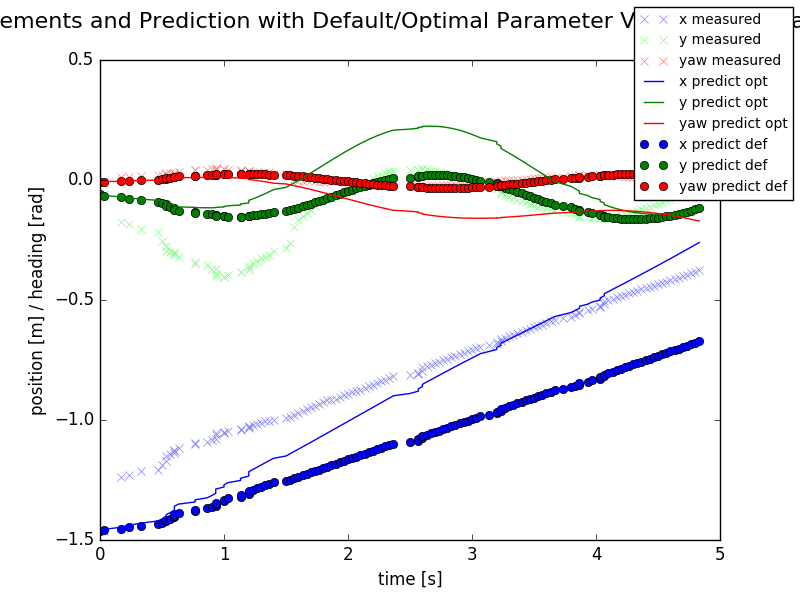 and Prediction with Default/Optimal Parameter
x measured
y measured
yaw measured
x predict opt
y predict opt
yaw predict opt
x predict def
y predict def
yaw predict def
0.5
0.0
−0.5
−1.0
−1.5
position [m] / heading [rad]
0 1 2 3 4 5
time [s]